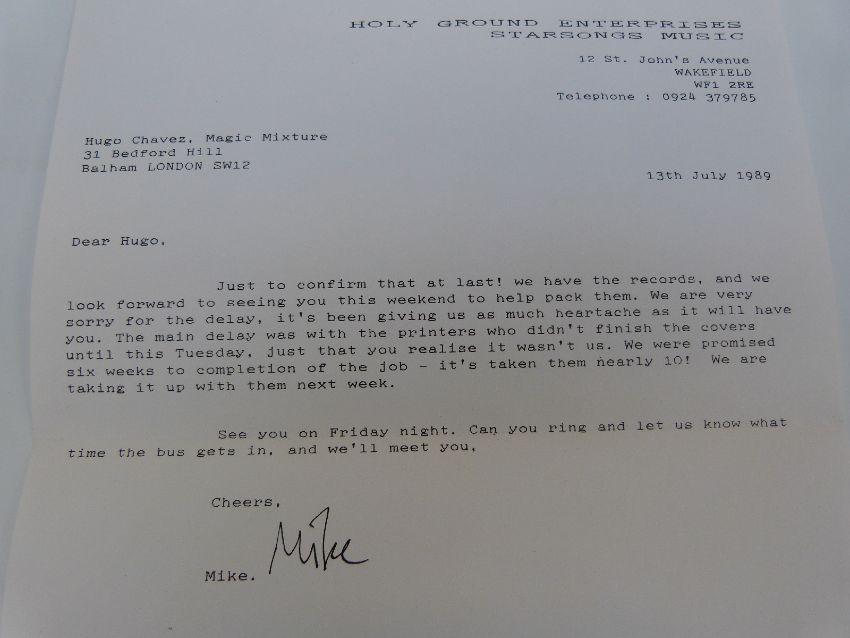 HOLY GROUND ENTERPRISES
STARSONGS MUSIC
12 St. John's Avenue
WAKEFIELD
WF1 2RE
Telephone : 0924 379785
Hugo Chavez, Magic Mixture
31 Bedford Hill
Balham LONDON SW12
13th July 1989
Dear Hugo,
Just to confirm that at last! we have the records, and we
look forward to seeing you this weekend to help pack them. We are very
sorry for the delay, it's been giving us as much heartache as it will have
you. The main delay was with the printers who didn't finish the covers
until this Tuesday, just that you realise it wasn't us. We were promised
six weeks to completion of the job - it's taken them nearly 10! We are
taking it up with them next week.
See you on Friday night. Can you ring and let us know what
time the bus gets in, and we'll meet you,
Cheers,
Mike
Mike.